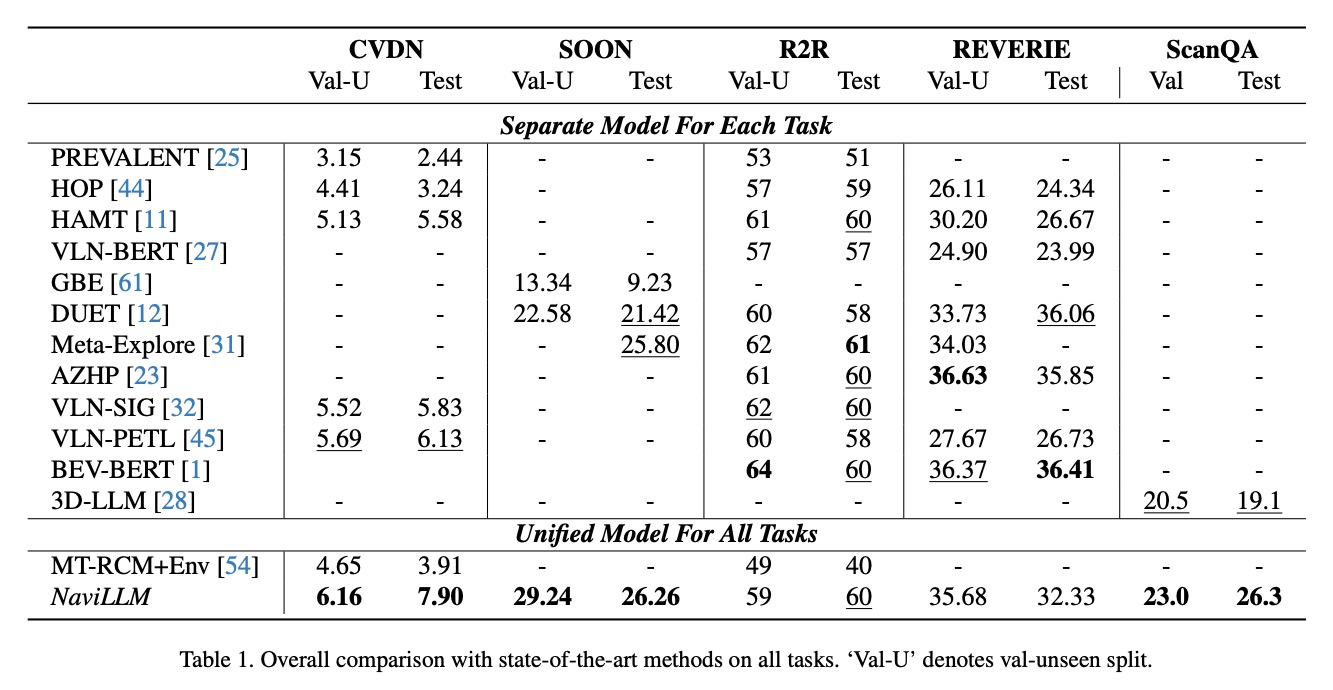 CVDN SOON R2R REVERIE ScanQA
Val-U Test Val-U Test Val-U Test Val-U Test Val Test
Separate Model For Each Task
PREVALENT [25] 3.15 2.44 - - 53 51 - - - -
HOP [44] 4.41 3.24 - 57 59 26.11 24.34 - -
HAMT [11] 5.13 5.58 - - 61 60 30.20 26.67 - -
VLN-BERT [27] - - - - 57 57 24.90 23.99 - -
GBE [61] - - 13.34 9.23 - - - - - -
DUET [12] - - 22.58 21.42 60 58 33.73 36.06 - -
Meta-Explore [31] - - - 25.80 62 61 34.03 - - -
AZHP [23] - - - - 61 60 36.63 35.85 - -
VLN-SIG [32] 5.52 5.83 - - 62 60 - - - -
VLN-PETL [45] 5.69 6.13 - - 60 58 27.67 26.73 - -
BEV-BERT [1] 64 60 36.37 36.41 - -
3D-LLM [28] - - - - - - - - 20.5 19.1
Unified Model For All Tasks
MT-RCM+Env [54] 4.65 3.91 - - 49 40 - - - -
NaviLLM 6.16 7.90 29.24 26.26 59 60 35.68 32.33 23.0 26.3
Table 1. Overall comparison with state-of-the-art methods on all tasks. ‘Val-U’ denotes val-unseen split.